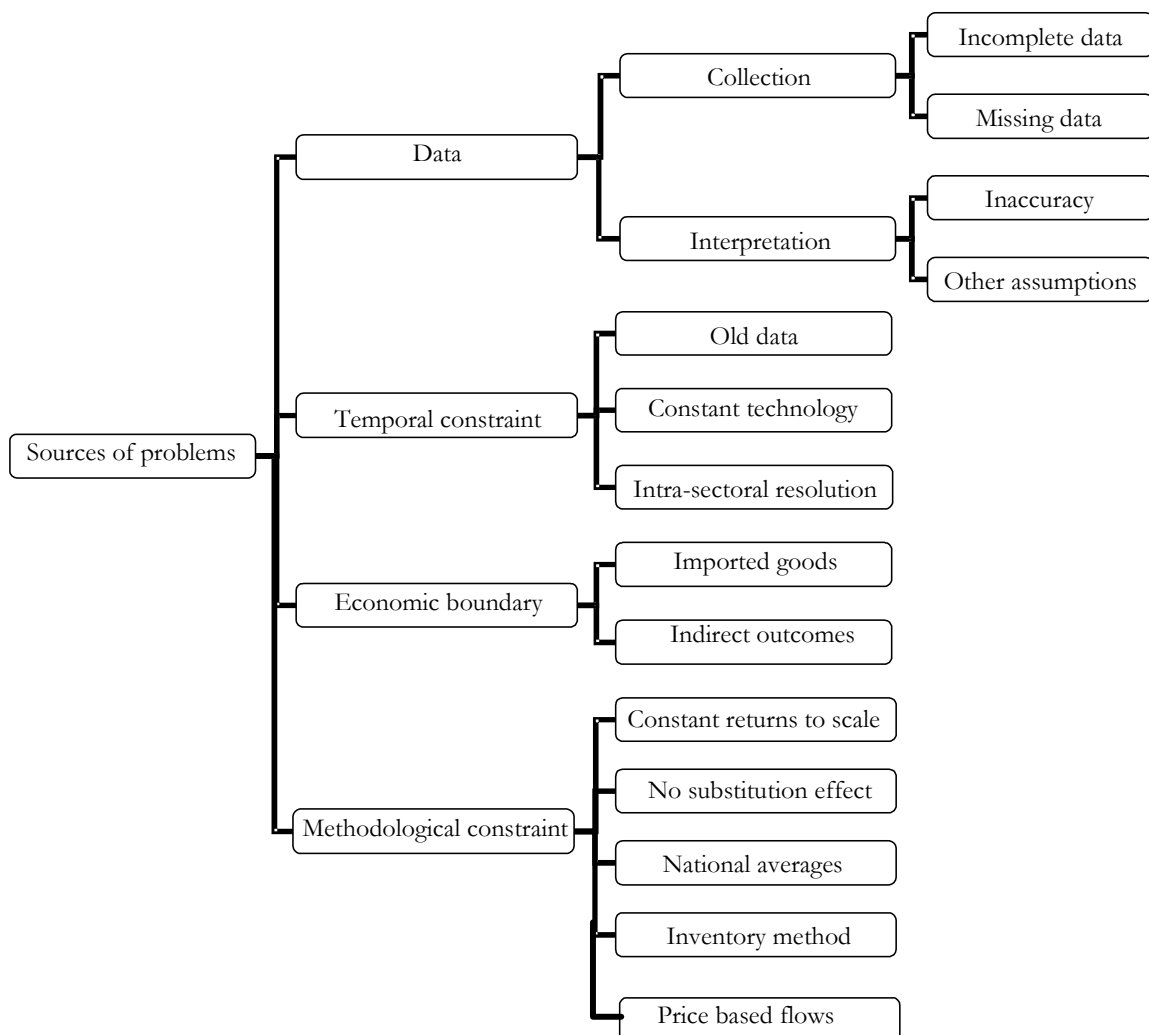 Incomplete data
Collection
Missing data
Data
Inaccuracy
Interpretation
Other assumptions
Old data
Temporal constraint
Constant technology
Sources of problems
Intra-sectoral resolution
Imported goods
Economic boundary
Indirect outcomes
Constant returns to scale
No substitution effect
Methodological constraint
National averages
Inventory method
Price based flows